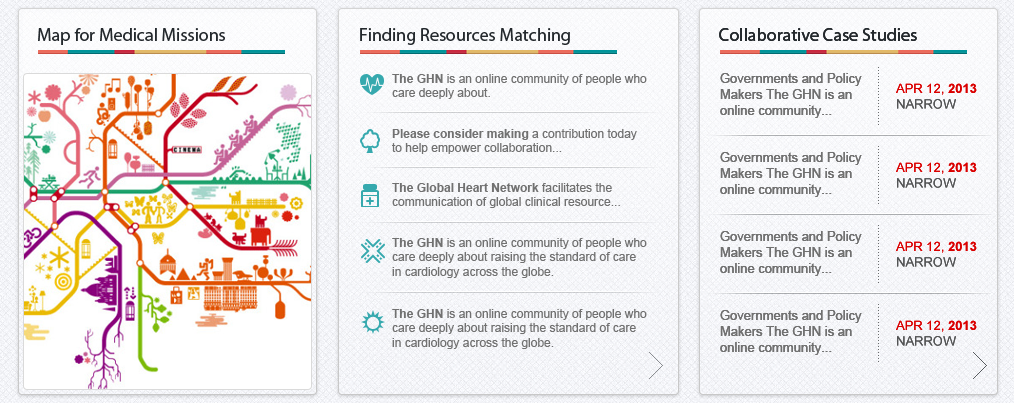 Map for Medical Missions
CINEMA
Finding Resources Matching
The GHN is an online community of people who
care deeply about.
Please consider making a contribution today
to help empower collaboration...
The Global Heart Network facilitates the
communication of global clinical resource...
The GHN is an online community of people who
care deeply about raising the standard of care
in cardiology across the globe.
The GHN is an online community of people who
care deeply about raising the standard of care
in cardiology across the globe.
Collaborative Case Studies
Governments and Policy
Makers The GHN is an
online community...
APR 12, 2013
NARROW
Governments and Policy
Makers The GHN is an
online community...
APR 12, 2013
NARROW
Governments and Policy
Makers The GHN is an
online community...
APR 12, 2013
NARROW
Governments and Policy
Makers The GHN is an
online community...
APR 12, 2013
NARROW